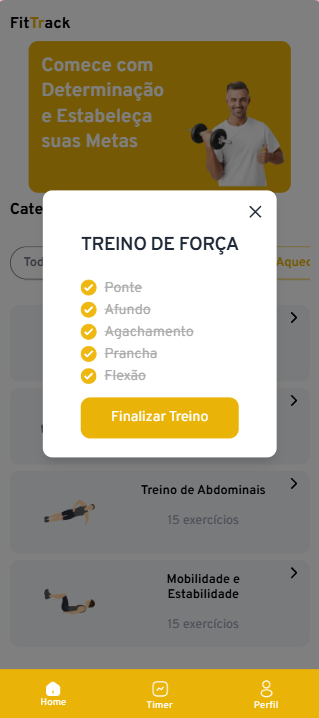 FitTrack
Comece com
Determinação
e Estabeleça
suas Metas
Cate
Tod
Aquec
TREINO DE FORÇA
Ponte
Afundo
Agachamento
Prancha
Flexão
Finalizar Treino
Treino de Abdominais
15 exercícios
Mobilidade e
Estabilidade
15 exercícios
Home
Timer
Perfil